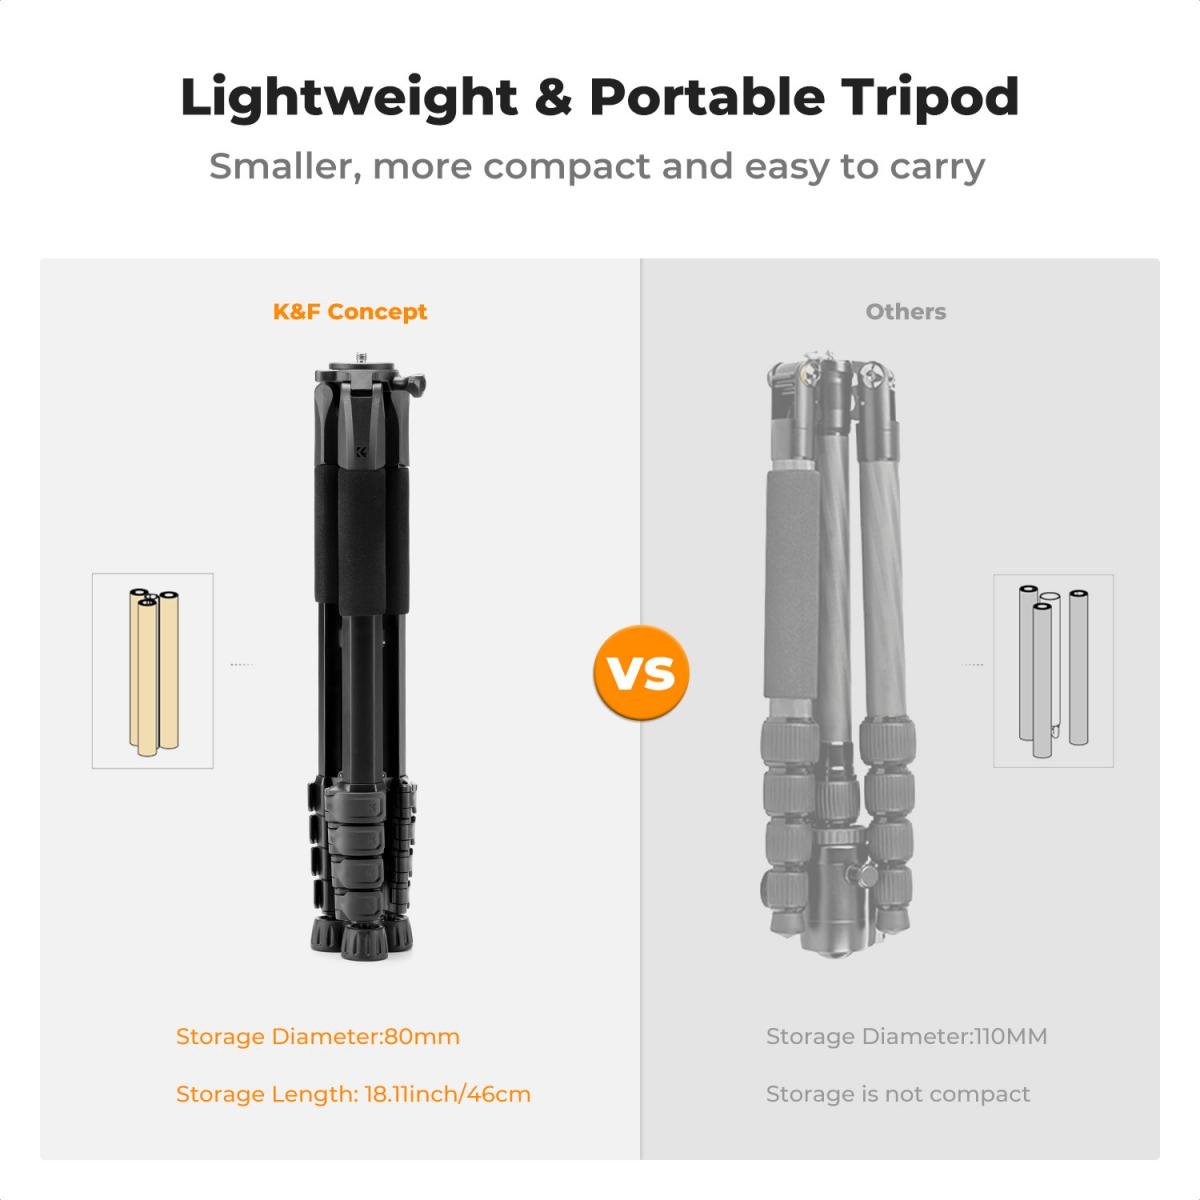 Lightweight & Portable Tripod
Smaller, more compact and easy to carry
K&F Concept
Others
VS
Storage Diameter:80mm
Storage Length: 18.11inch/46cm
Storage Diameter:110MM
Storage is not compact